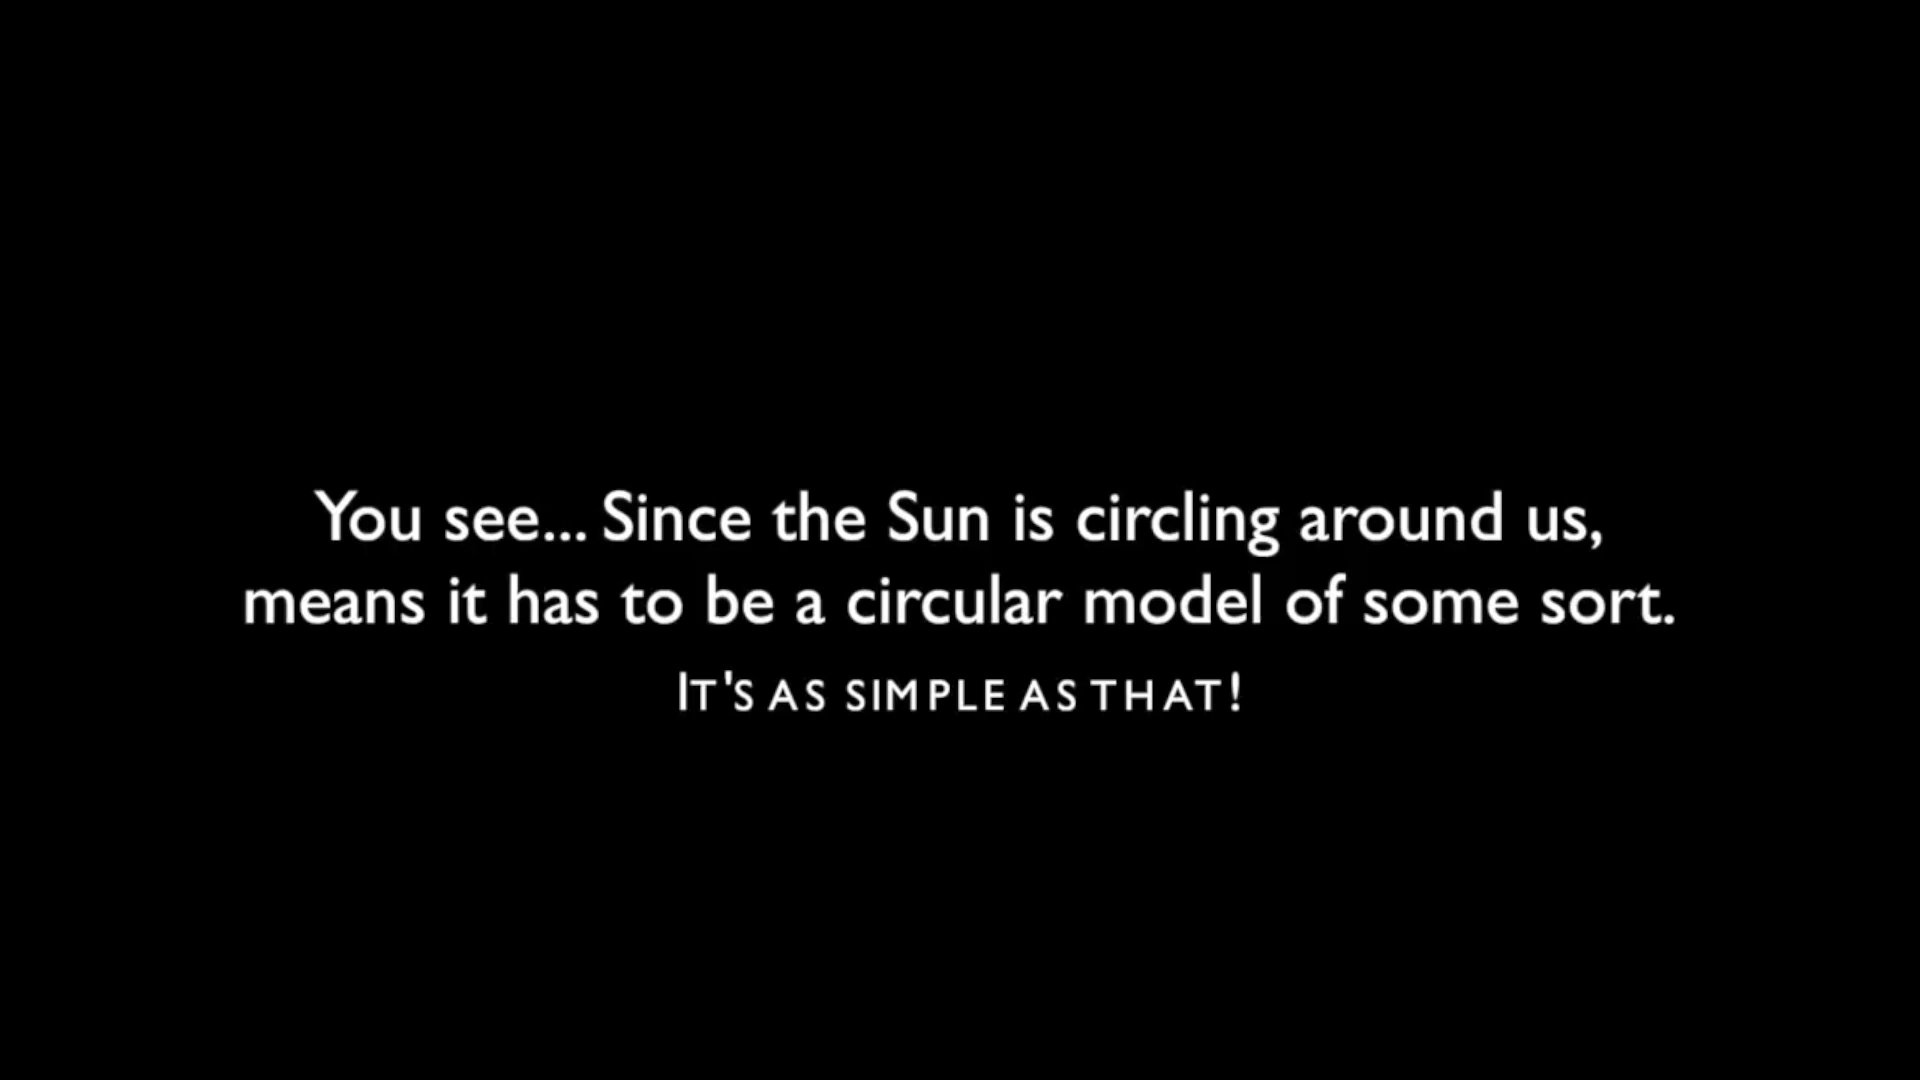 You see... Since the Sun is circling around us,
means it has to be a circular model of some sort.
It's as simple as that!